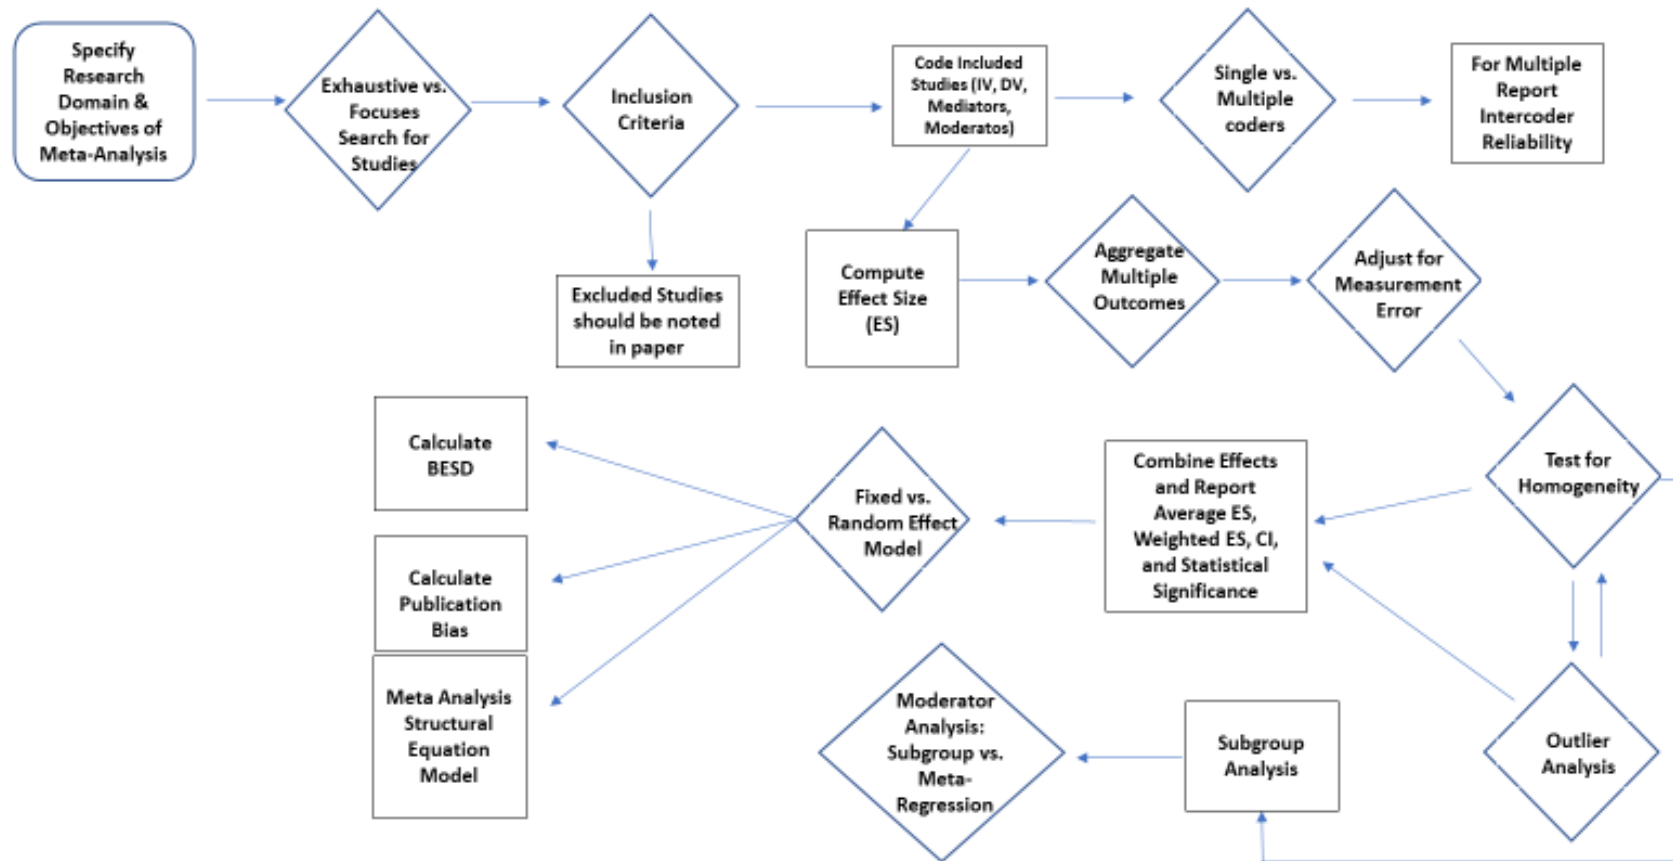 Specify
Research
Domain &
Objectives of
Meta-Analysis
Exhaustive vs.
Focuses
Search for
Studies
Inclusion
Criteria
Code Included
Studies (IV, DV,
Mediators,
Moderatos)
Single vs.
Multiple
coders
For Multiple
Report
Intercoder
Reliability
Excluded Studies
should be noted
in paper
Compute
Effect Size
(ES)
Aggregate
Multiple
Outcomes
Adjust for
Measurement
Error
Test for
Homogeneity
Combine Effects
and Report
Average ES,
Weighted ES, CI,
and Statistical
Significance
Fixed vs.
Random Effect
Model
Calculate
BESD
Calculate
Publication
Bias
Meta Analysis
Structural
Equation
Model
Moderator
Analysis:
Subgroup vs.
Meta-
Regression
Subgroup
Analysis
Outlier
Analysis